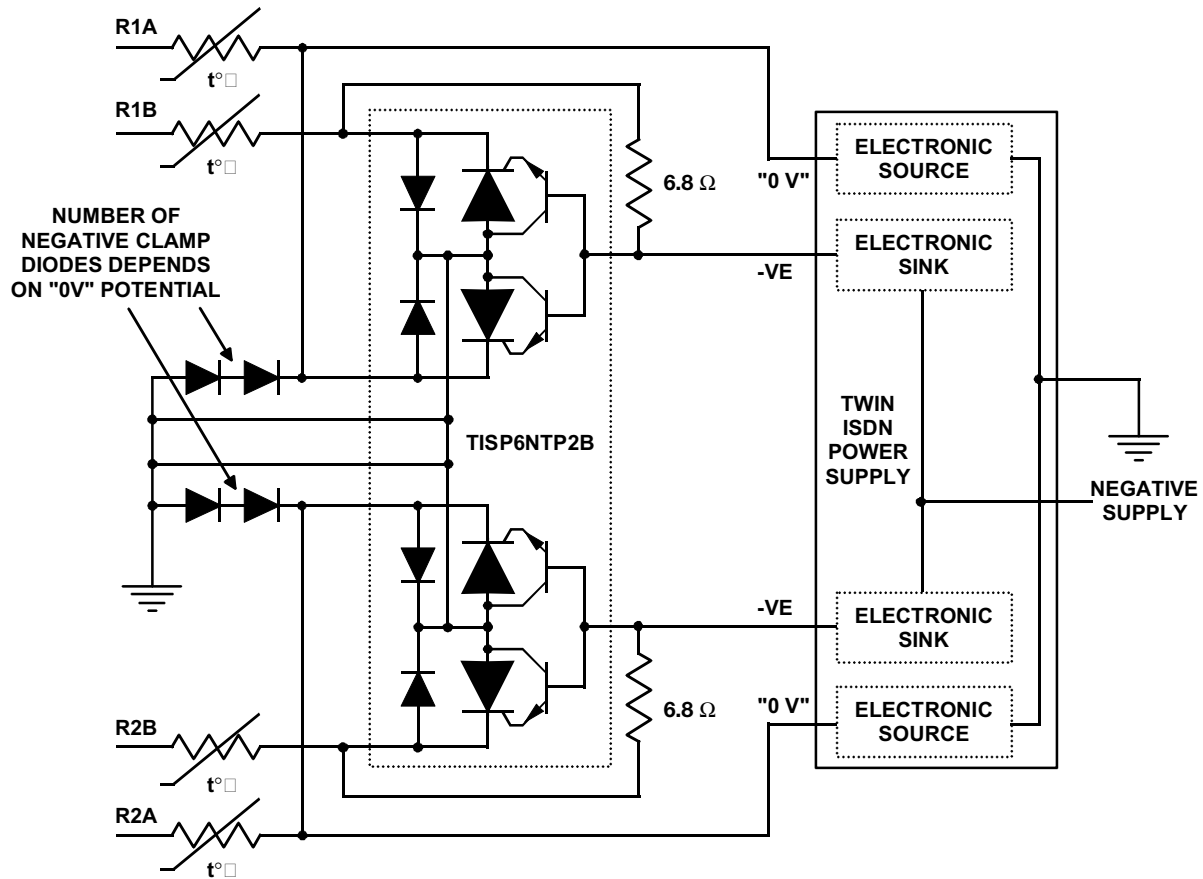 R1A
t°□
R1B
t°□
NUMBER OF
NEGATIVE CLAMP
DIODES DEPENDS
ON "0V" POTENTIAL
6.8 Ω
"0 V"
ELECTRONIC
SOURCE
-VE
ELECTRONIC
SINK
TISP6NTP2B
TWIN
ISDN
POWER
SUPPLY
NEGATIVE
SUPPLY
-VE
ELECTRONIC
SINK
6.8 Ω
"0 V"
ELECTRONIC
SOURCE
R2B
t°□
R2A
t°□